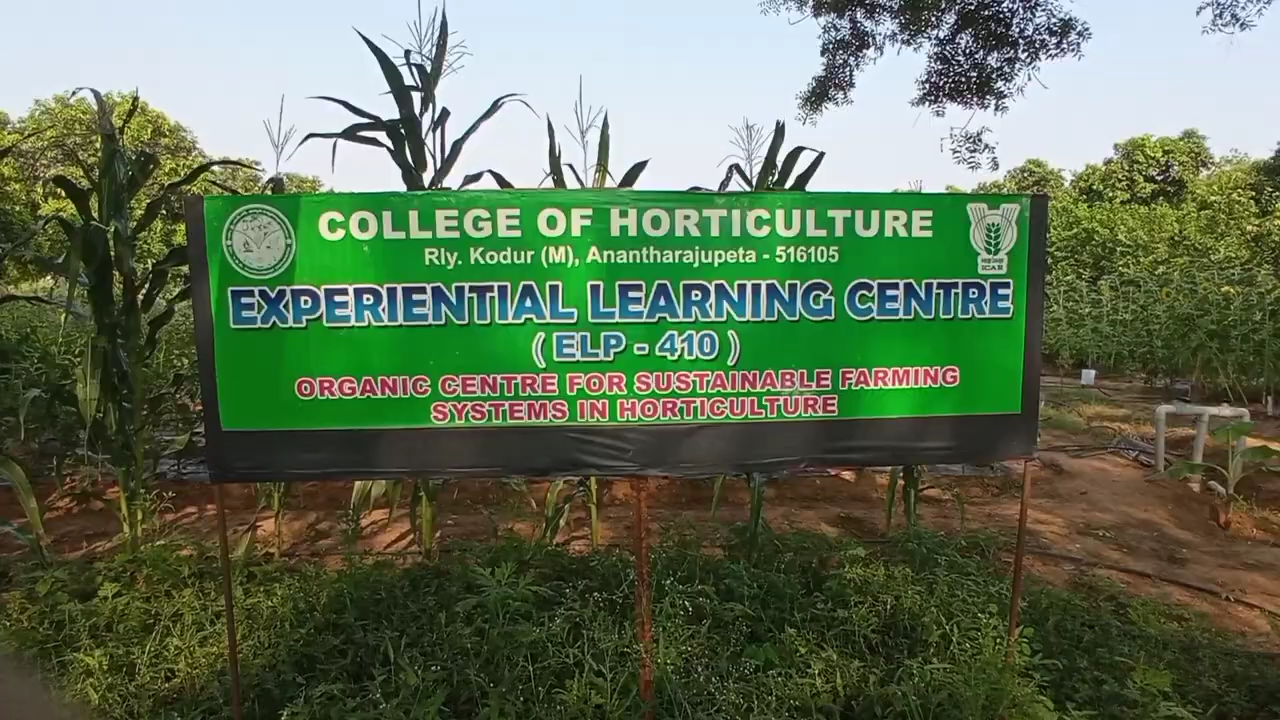 COLLEGE OF HORTICULTURE
Rly. Kodur (M), Anantharajupeta - 516105
EXPERIENTIAL LEARNING CENTRE
( ELP - 410 )
ORGANIC CENTRE FOR SUSTAINABLE FARMING
SYSTEMS IN HORTICULTURE
ICAR